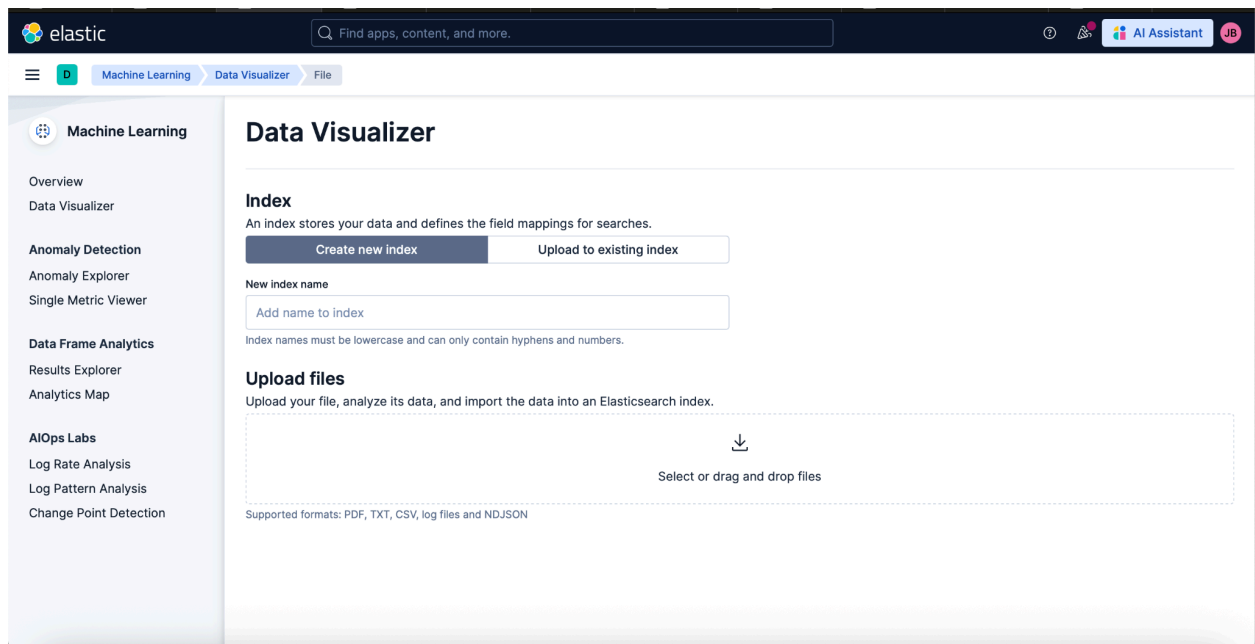 elastic
Find apps, content, and more.
AI Assistant
JB
D
Machine Learning
Data Visualizer
File
Machine Learning
Overview
Data Visualizer
Anomaly Detection
Anomaly Explorer
Single Metric Viewer
Data Frame Analytics
Results Explorer
Analytics Map
AIOps Labs
Log Rate Analysis
Log Pattern Analysis
Change Point Detection
Data Visualizer
Index
An index stores your data and defines the field mappings for searches.
Create new index
Upload to existing index
New index name
Add name to index
Index names must be lowercase and can only contain hyphens and numbers.
Upload files
Upload your file, analyze its data, and import the data into an Elasticsearch index.
Select or drag and drop files
Supported formats: PDF, TXT, CSV, log files and NDJSON